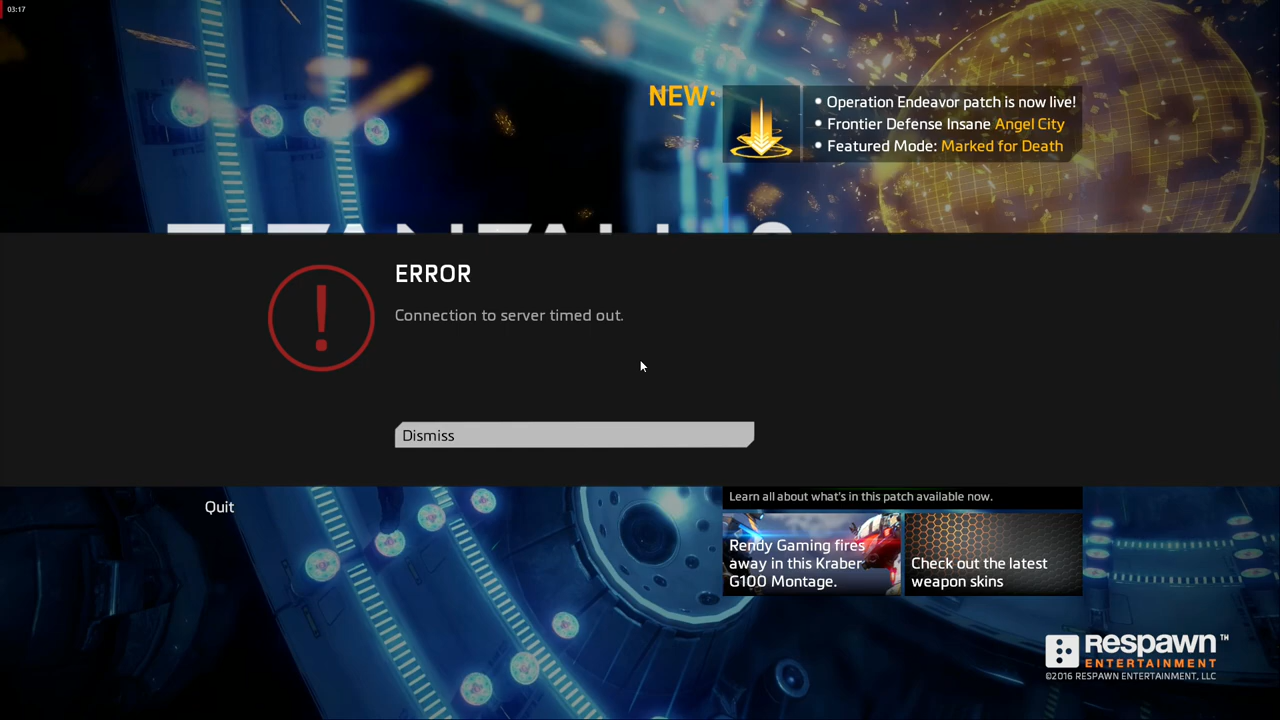 03:17
NEW:
• Operation Endeavor patch is now live!
• Frontier Defense Insane Angel City
• Featured Mode: Marked for Death
ERROR
Connection to server timed out.
Dismiss
Quit
Learn all about what's in this patch available now.
Rendy Gaming fires
away in this Kraber
G100 Montage.
Check out the latest
weapon skins
Respawn™
ENTERTAINMENT
©2016 RESPAWN ENTERTAINMENT, LLC